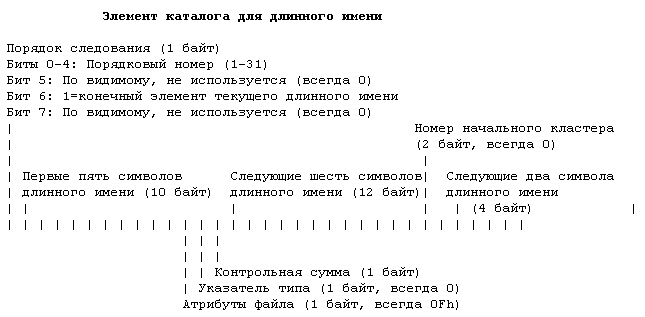 Элемент каталога для длинного имени
Порядок следования (1 байт)
Биты 0-4: Порядковый номер (1-31)
Бит 5: По видимому, не используется (всегда 0)
Бит 6: 1=конечный элемент текущего длинного имени
Бит 7: По видимому, не используется (всегда 0)
Номер начального кластера
(2 байт, всегда 0)
Первые пять символов Следующие шесть символов Следующие два символа
длинного имени (10 байт) длинного имени (12 байт) длинного имени
(4 байт)
Контрольная сумма (1 байт)
Указатель типа (1 байт, всегда 0)
Атрибуты файла (1 байт, всегда 0Fh)